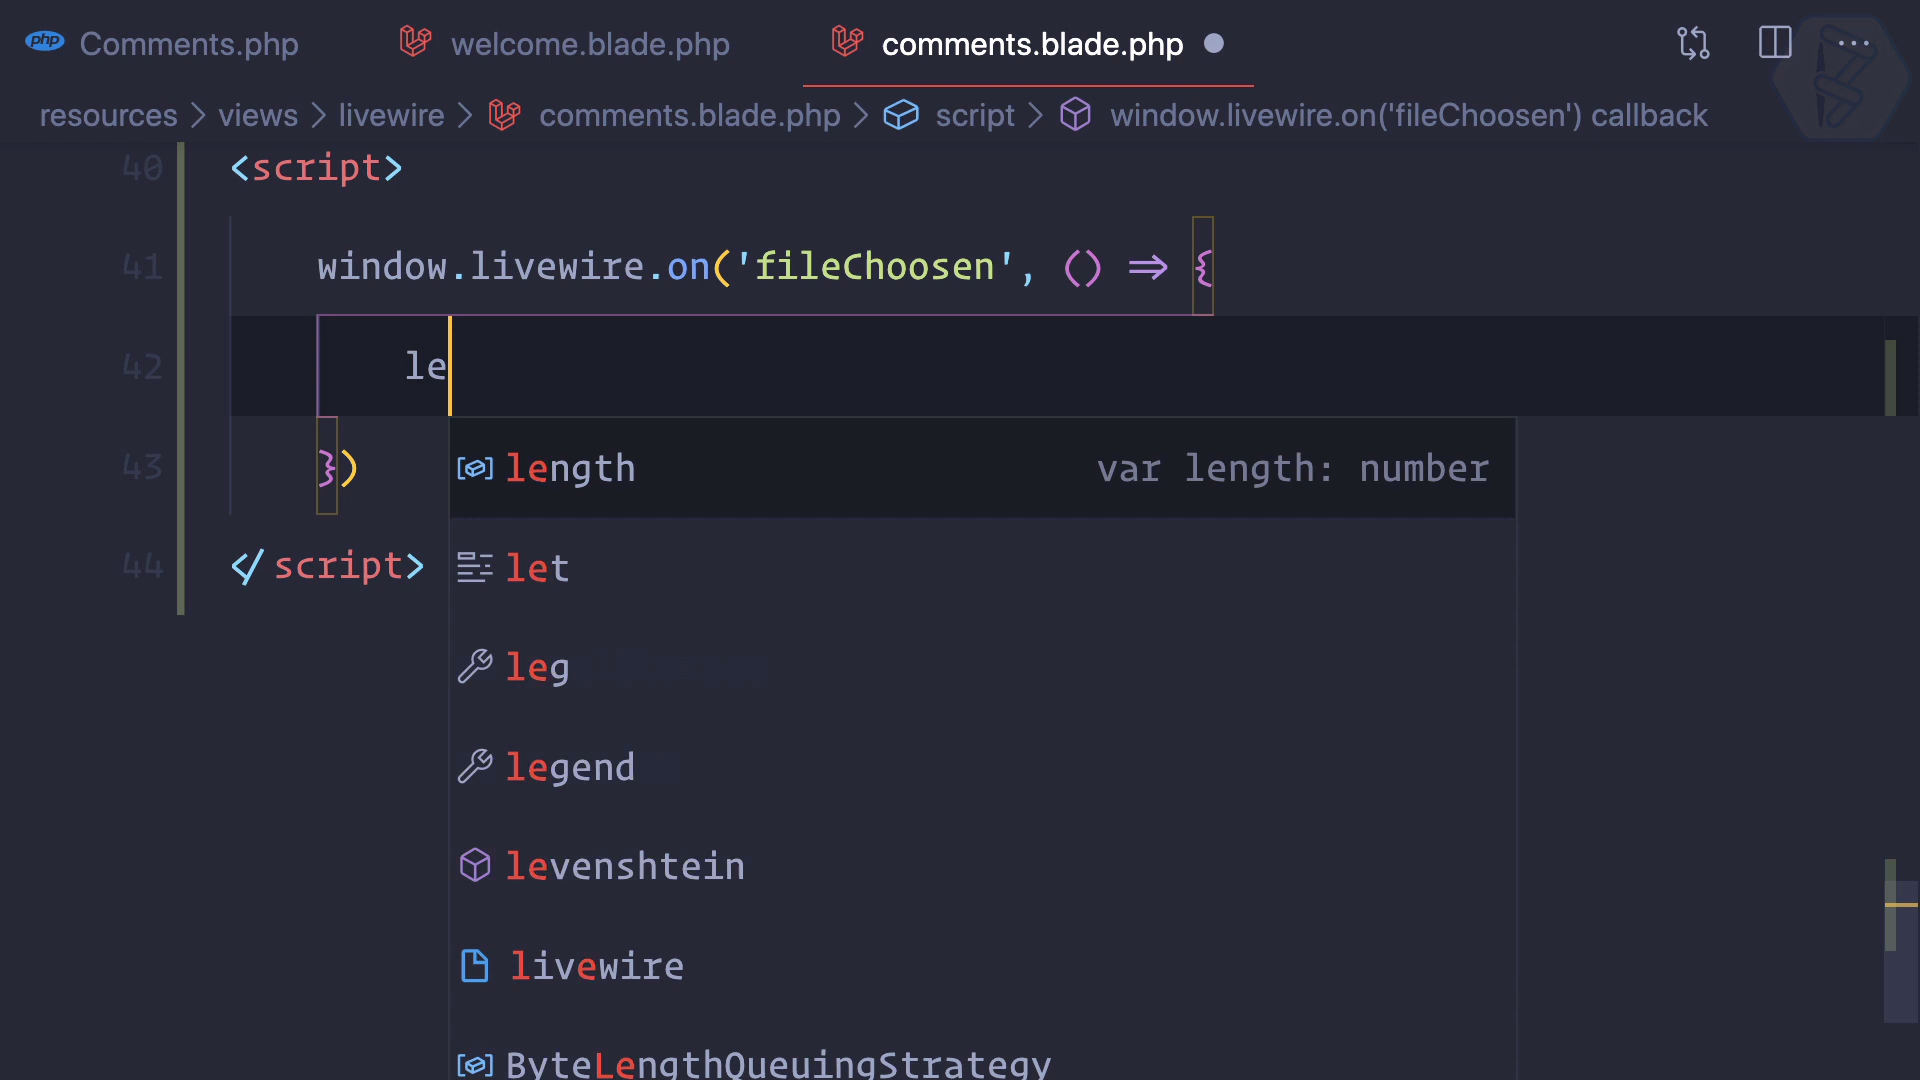 php Comments.php welcome.blade.php comments.blade.php
resources > views > livewire > comments.blade.php > script > window.livewire.on('fileChoosen') callback
40 <script>
41 window.livewire.on('fileChoosen', () => {
42 le
43 })
44 </script>
length var length: number
let
leg
legend
levenshtein
livewire
ByteLengthQueuingStrategy